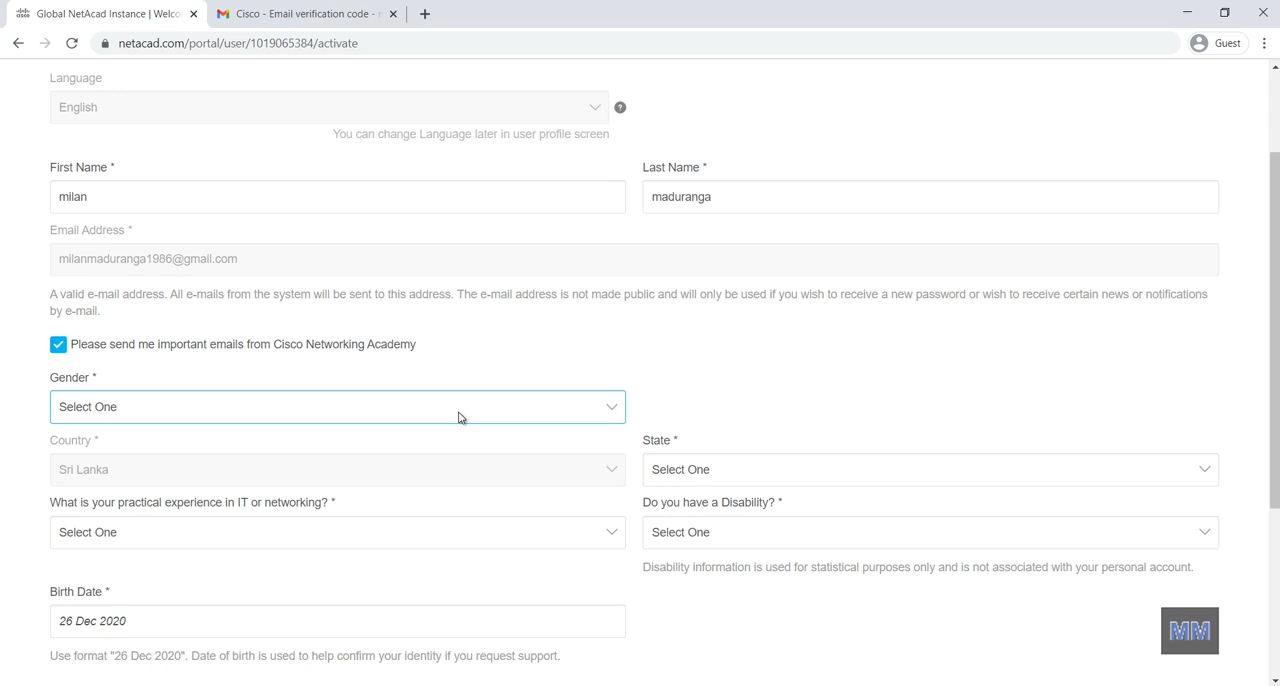 Global NetAcad Instance | Welco
Cisco - Email verification code -
netacad.com/portal/user/1019065384/activate
Guest
Language
English
You can change Language later in user profile screen
First Name *
Last Name *
milan
maduranga
Email Address *
milanmaduranga1986@gmail.com
A valid e-mail address. All e-mails from the system will be sent to this address. The e-mail address is not made public and will only be used if you wish to receive a new password or wish to receive certain news or notifications
by e-mail.
Please send me important emails from Cisco Networking Academy
Gender *
Select One
Country *
State *
Sri Lanka
Select One
What is your practical experience in IT or networking? *
Do you have a Disability? *
Select One
Select One
Disability information is used for statistical purposes only and is not associated with your personal account.
Birth Date *
26 Dec 2020
MM
Use format "26 Dec 2020". Date of birth is used to help confirm your identity if you request support.